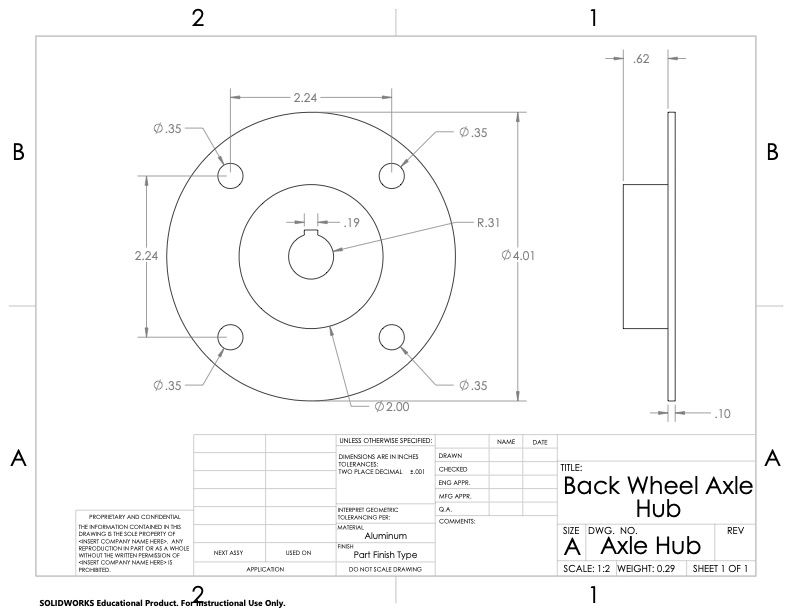 2
1
.62
2.24
∅.35
∅.35
B
B
.19
R.31
2.24
∅4.01
∅.35
∅.35
∅2.00
.10
A
A
UNLESS OTHERWISE SPECIFIED:
NAME
DATE
DIMENSIONS ARE IN INCHES
TOLERANCES:
TWO PLACE DECIMAL ±.001
DRAWN
CHECKED
ENG APPR.
MFG APPR.
Q.A.
COMMENTS:
TITLE:
Back Wheel Axle
Hub
INTERPRET GEOMETRIC
TOLERANCING PER:
MATERIAL
Aluminum
FINISH
Part Finish Type
DO NOT SCALE DRAWING
PROPRIETARY AND CONFIDENTIAL
THE INFORMATION CONTAINED IN THIS
DRAWING IS THE SOLE PROPERTY OF
<INSERT COMPANY NAME HERE>. ANY
REPRODUCTION IN PART OR AS A WHOLE
WITHOUT THE WRITTEN PERMISSION OF
<INSERT COMPANY NAME HERE> IS
PROHIBITED.
NEXT ASSY
USED ON
APPLICATION
SIZE
A
DWG. NO.
Axle Hub
REV
SCALE: 1:2
WEIGHT: 0.29
SHEET 1 OF 1
2
1
SOLIDWORKS Educational Product. For Instructional Use Only.